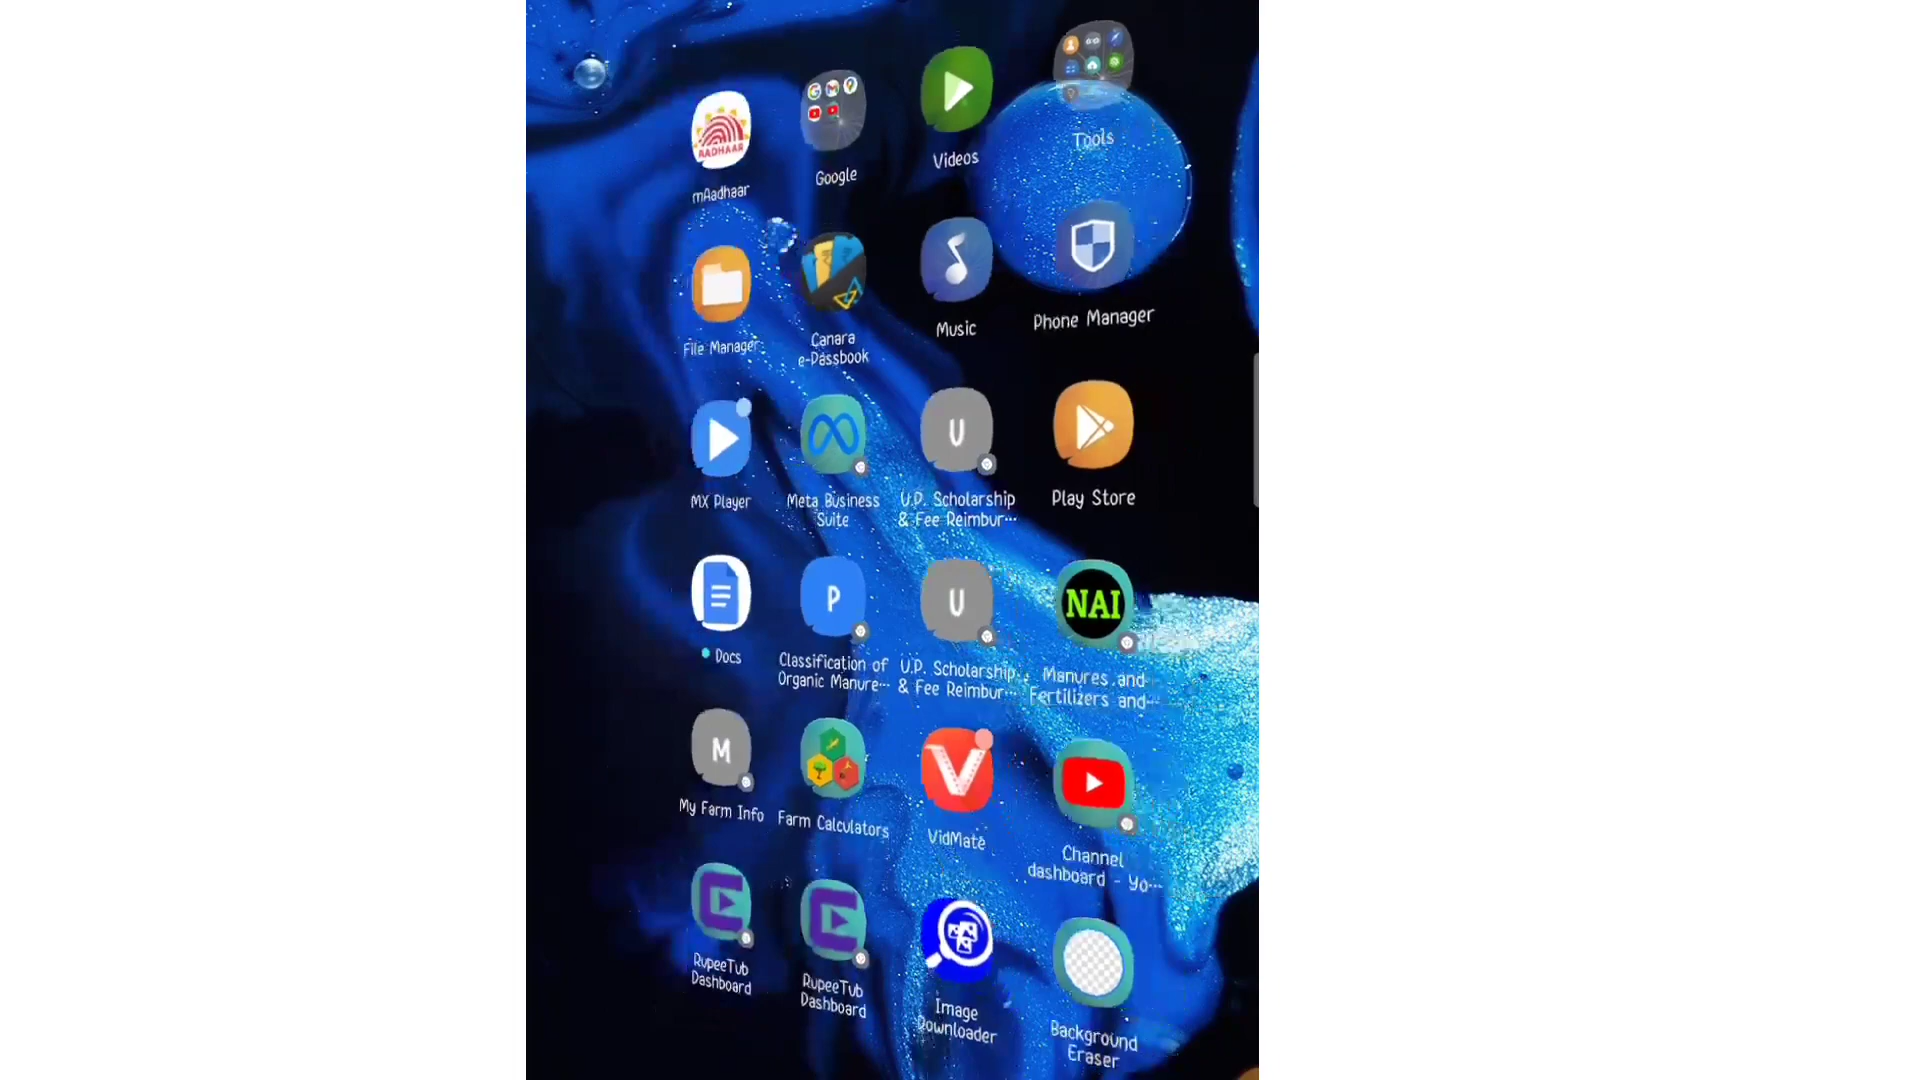 AADHAAR
mAadhaar
Google
Videos
Tools
File Manager
Canara
e-Passbook
Music
Phone Manager
MX Player
Meta Business
Suite
U
U.P. Scholarship
& Fee Reimbur...
Play Store
Docs
P
Classification of
Organic Manure...
U
U.P. Scholarship
& Fee Reimbur...
NAI
Manures and
Fertilizers and...
M
My Farm Info
Farm Calculators
VidMate
Channel
dashboard - Yo...
RupeeTub
Dashboard
RupeeTub
Dashboard
Image
Downloader
Background
Eraser